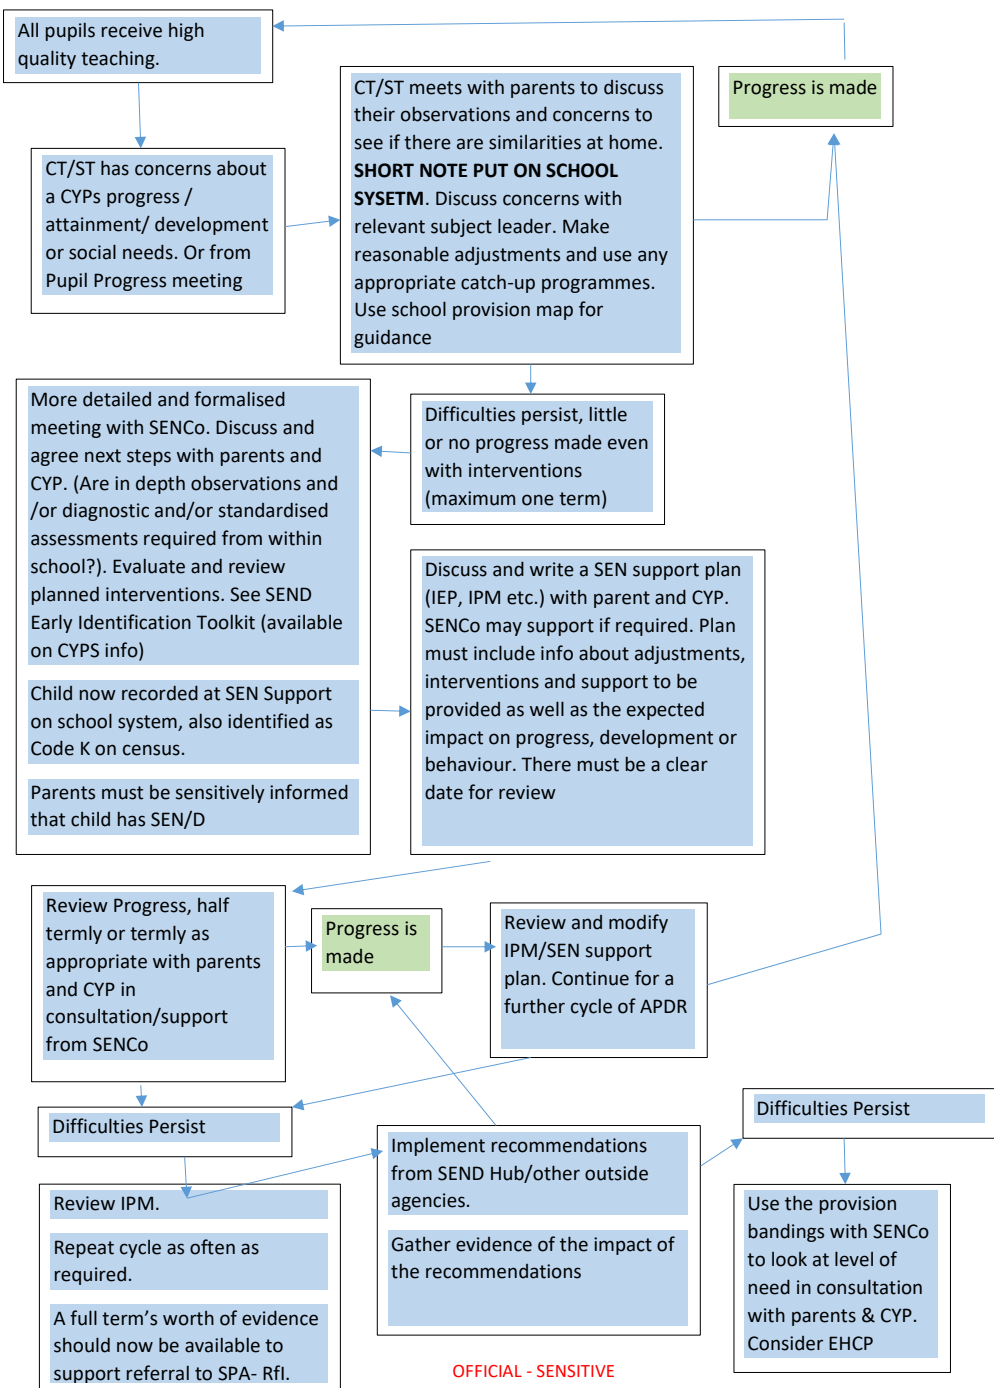 All pupils receive high
quality teaching.
Progress is made
CT/ST meets with parents to discuss
their observations and concerns to
see if there are similarities at home.
SHORT NOTE PUT ON SCHOOL
SYSETM. Discuss concerns with
relevant subject leader. Make
reasonable adjustments and use any
appropriate catch-up programmes.
Use school provision map for
guidance
CT/ST has concerns about
a CYPs progress /
attainment/ development
or social needs. Or from
Pupil Progress meeting
Difficulties persist, little
or no progress made even
with interventions
(maximum one term)
More detailed and formalised
meeting with SENCo. Discuss and
agree next steps with parents and
CYP. (Are in depth observations and
/or diagnostic and/or standardised
assessments required from within
school?). Evaluate and review
planned interventions. See SEND
Early Identification Toolkit (available
on CYPS info)
Child now recorded at SEN Support
on school system, also identified as
Code K on census.
Parents must be sensitively informed
that child has SEN/D
Discuss and write a SEN support plan
(IEP, IPM etc.) with parent and CYP.
SENCo may support if required. Plan
must include info about adjustments,
interventions and support to be
provided as well as the expected
impact on progress, development or
behaviour. There must be a clear
date for review
Review Progress, half
termly or termly as
appropriate with parents
and CYP in
consultation/support
from SENCo
Progress is
made
Review and modify
IPM/SEN support
plan. Continue for a
further cycle of APDR
Difficulties Persist
Review IPM.
Repeat cycle as often as
required.
A full term’s worth of evidence
should now be available to
support referral to SPA- RfI.
Implement recommendations
from SEND Hub/other outside
agencies.
Gather evidence of the impact of
the recommendations
Difficulties Persist
Use the provision
bandings with SENCo
to look at level of
need in consultation
with parents & CYP.
Consider EHCP
OFFICIAL - SENSITIVE